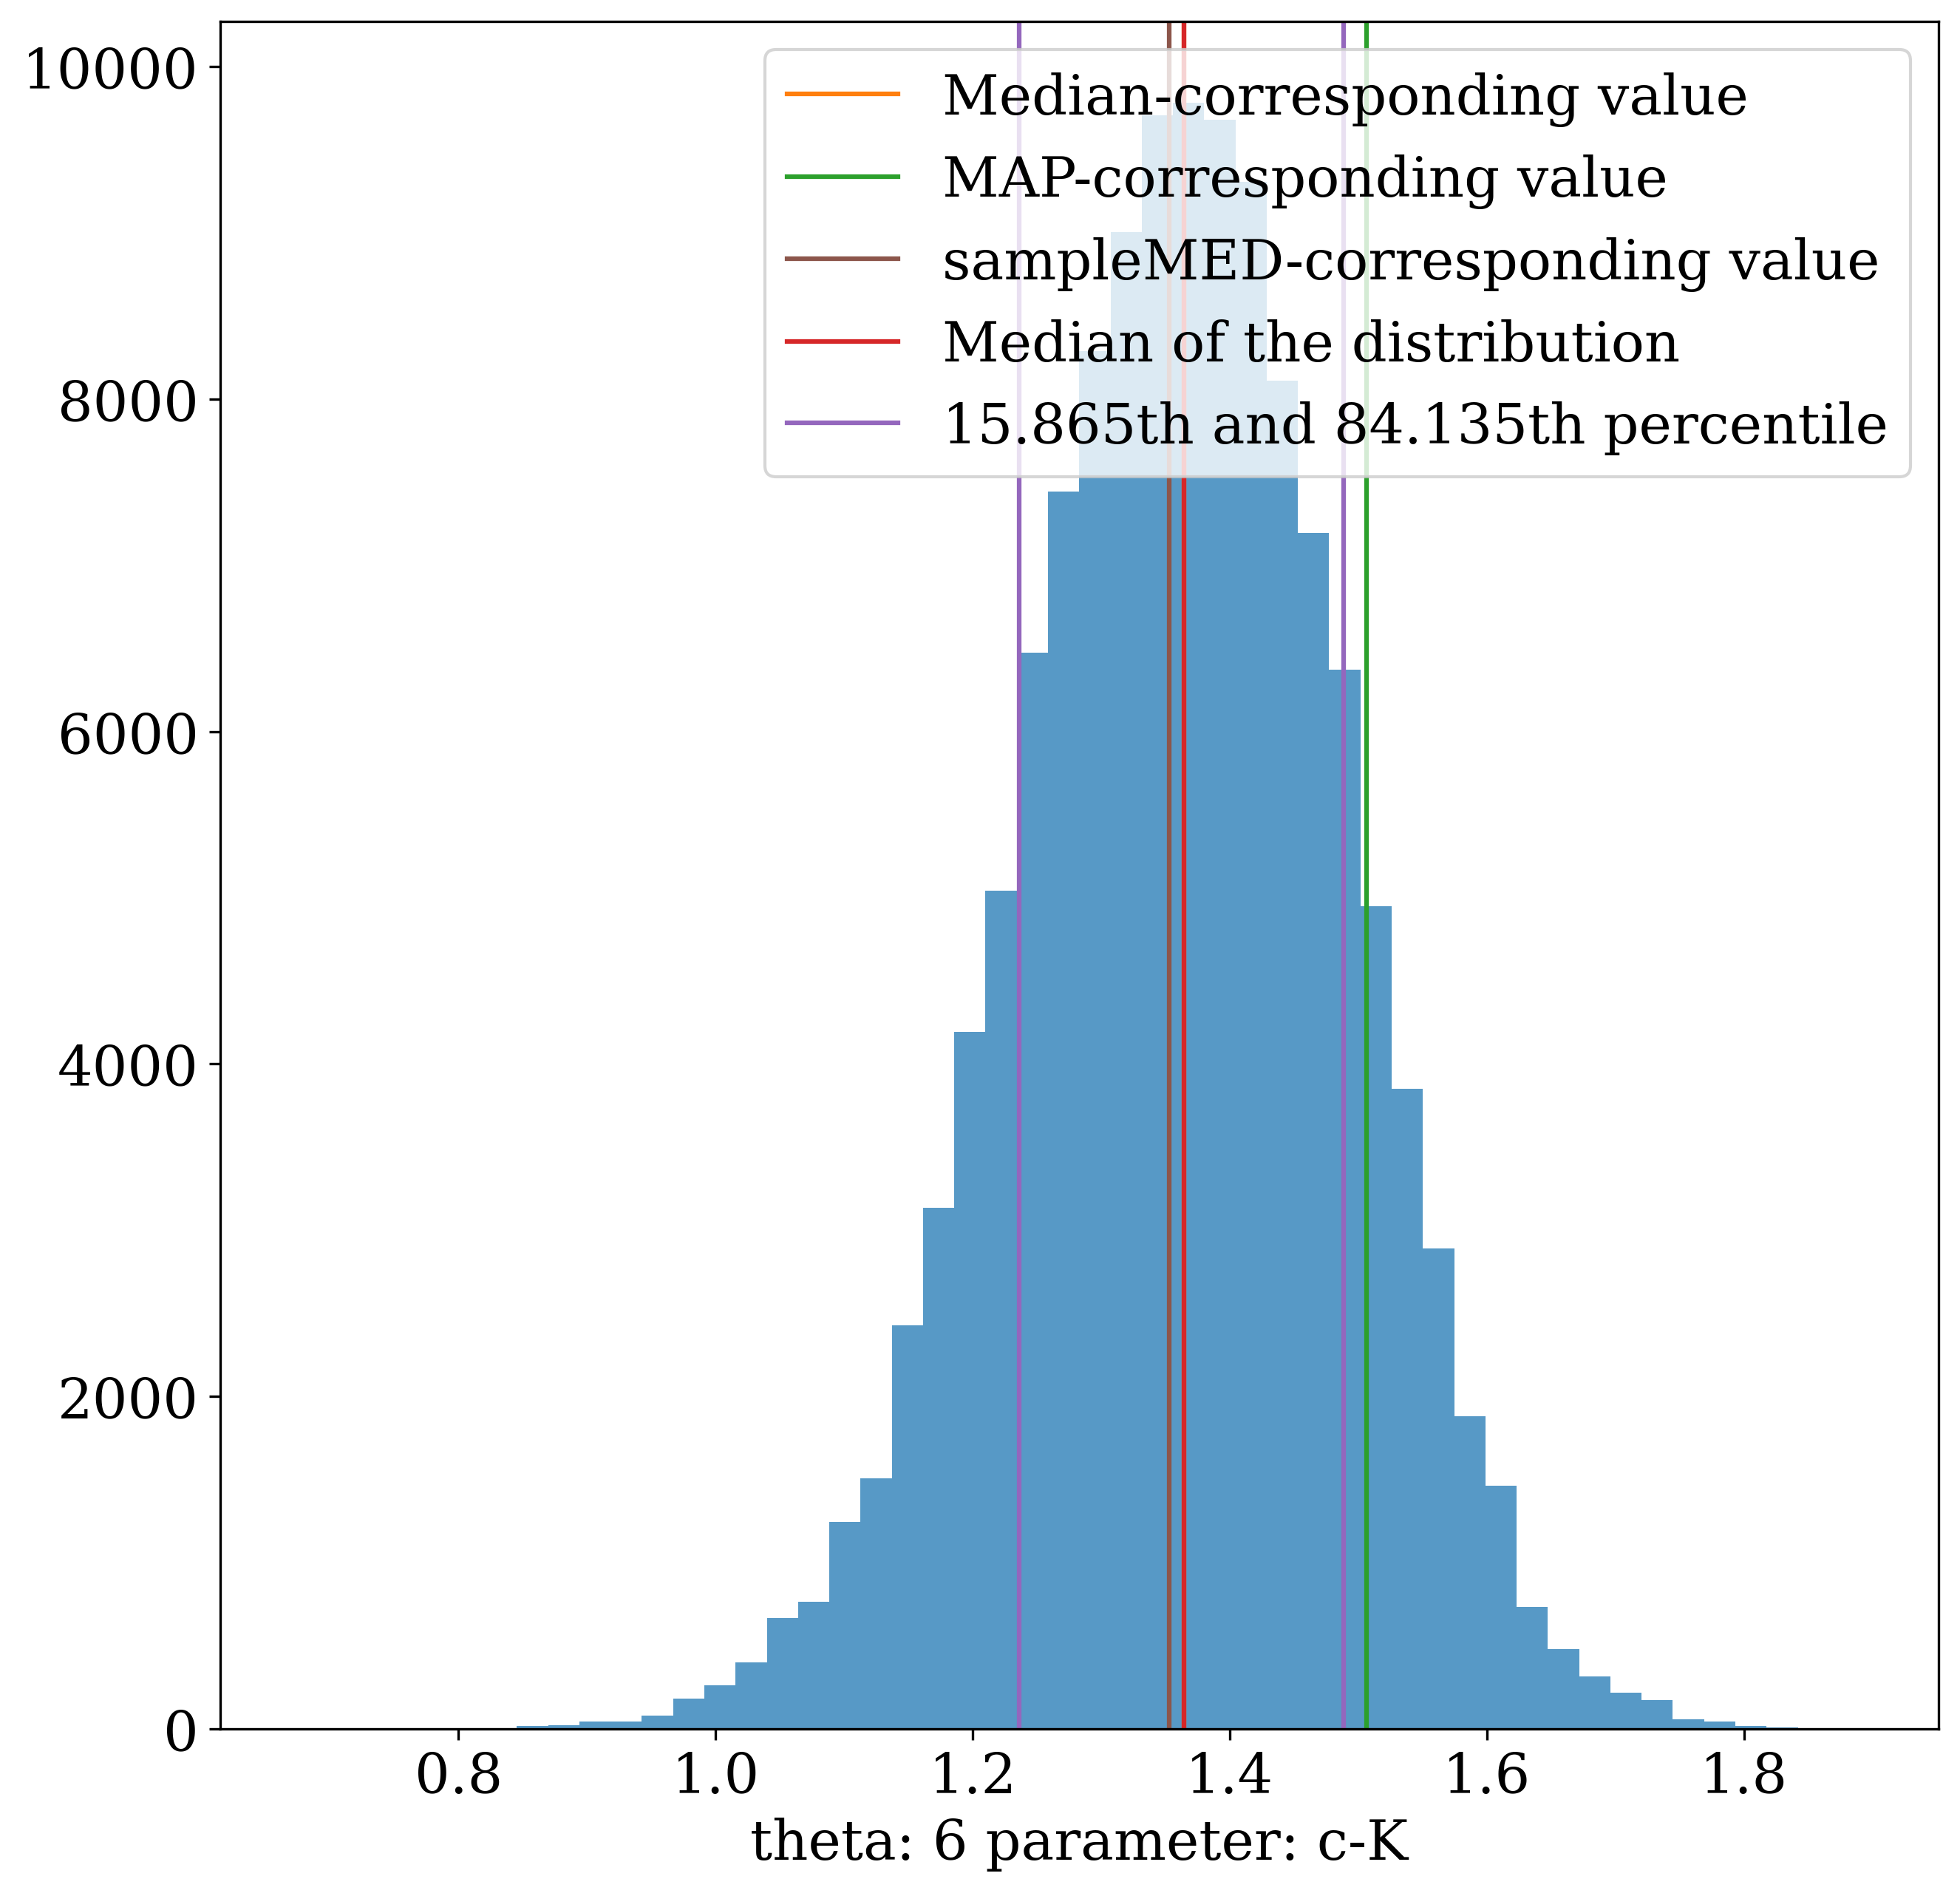 10000
8000
6000
4000
2000
0
Median-corresponding value
MAP-corresponding value
sampleMED-corresponding value
Median of the distribution
15.865th and 84.135th percentile
0.8 1.0 1.2 1.4 1.6 1.8
theta: 6 parameter: c-K